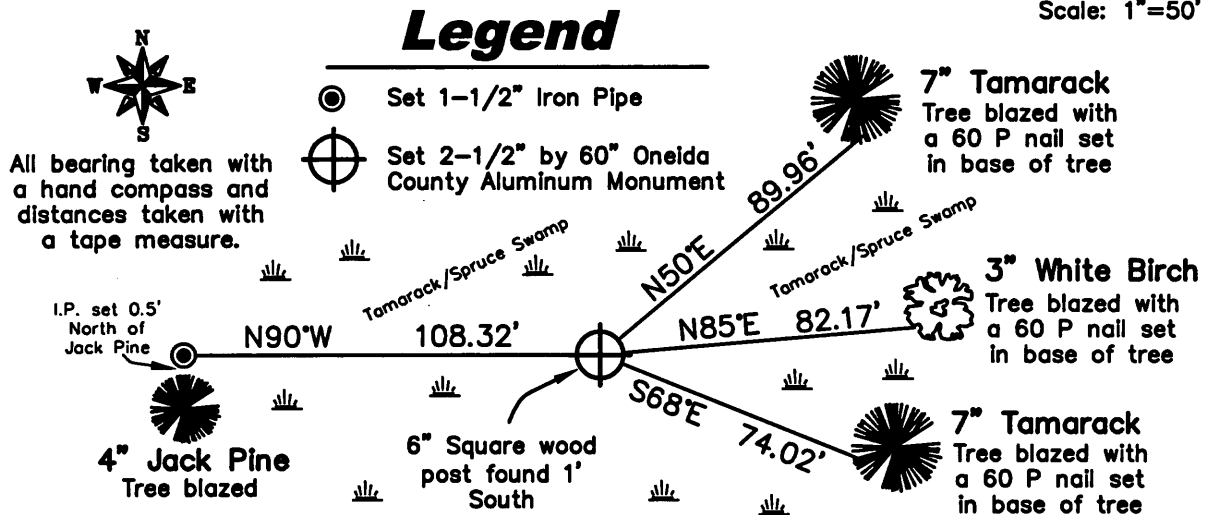 Scale: 1"=50'
Legend
N
W
E
S
Set 1-1/2" Iron Pipe
Set 2-1/2" by 60" Oneida
County Aluminum Monument
All bearing taken with
a hand compass and
distances taken with
a tape measure.
7" Tamarack
Tree blazed with
a 60 P nail set
in base of tree
89.96'
N50°E
Tamarack/Spruce Swamp
Tamarack/Spruce Swamp
3" White Birch
Tree blazed with
a 60 P nail set
in base of tree
I.P. set 0.5'
North of
Jack Pine
N90°W
108.32'
N85°E
82.17'
S68°E
74.02'
4" Jack Pine
Tree blazed
6" Square wood
post found 1'
South
7" Tamarack
Tree blazed with
a 60 P nail set
in base of tree